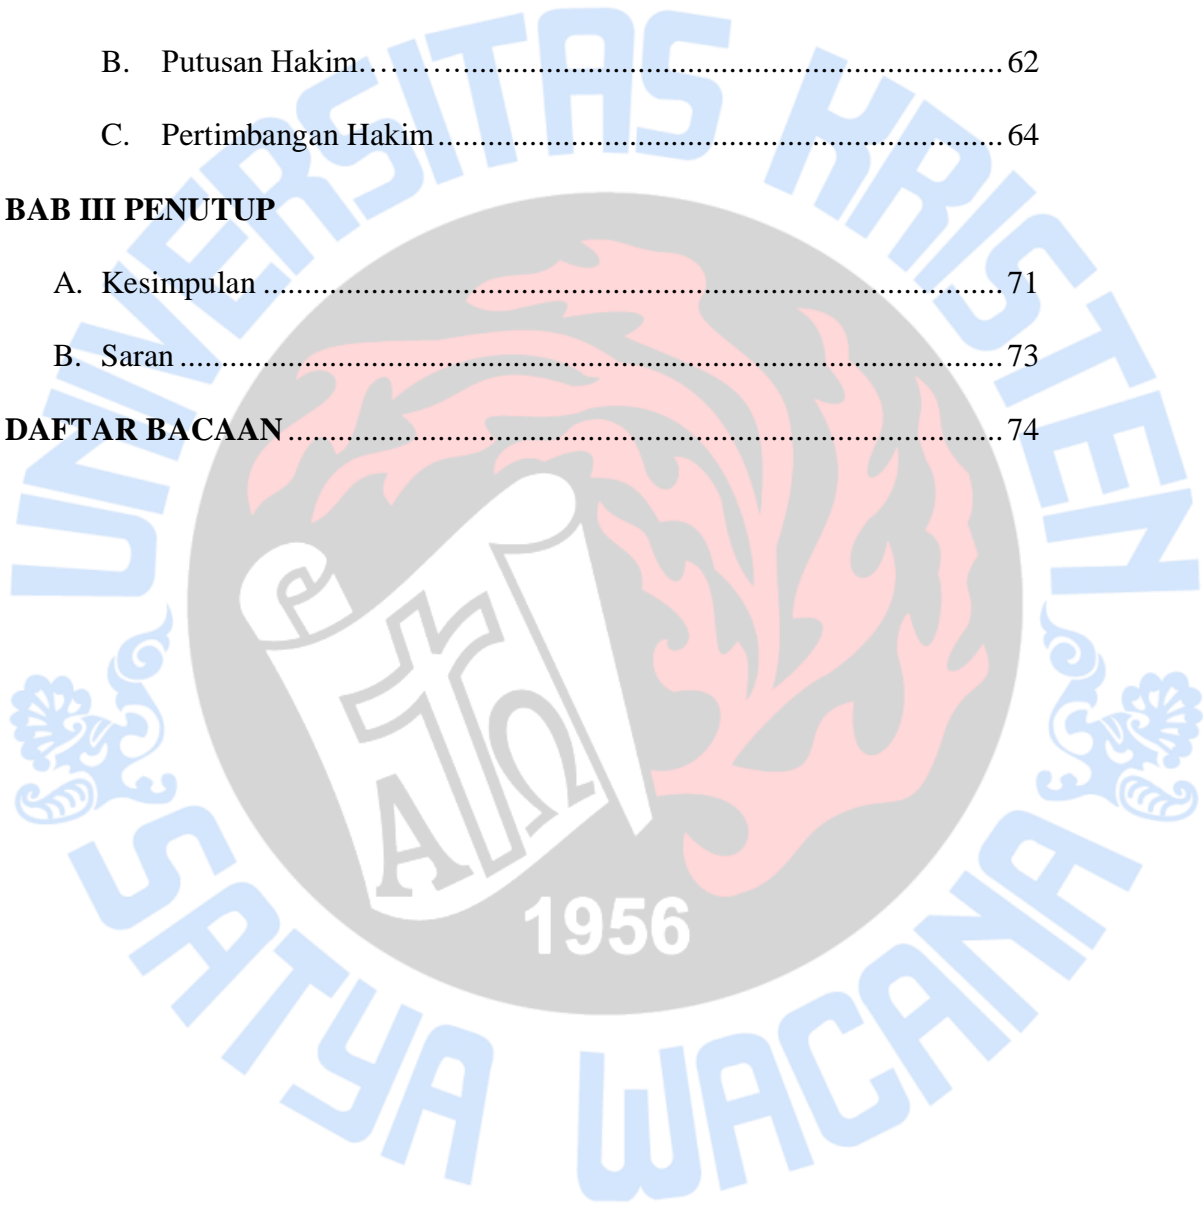 B. Putusan Hakim................................................................................ 62
C. Pertimbangan Hakim...................................................................... 64
BAB III PENUTUP
A. Kesimpulan ............................................................................................ 71
B. Saran ...................................................................................................... 73
DAFTAR BACAAN ......................................................................................... 74
UNIVERSITAS KRISTEN
SATYA WACANA
A Ω
1956